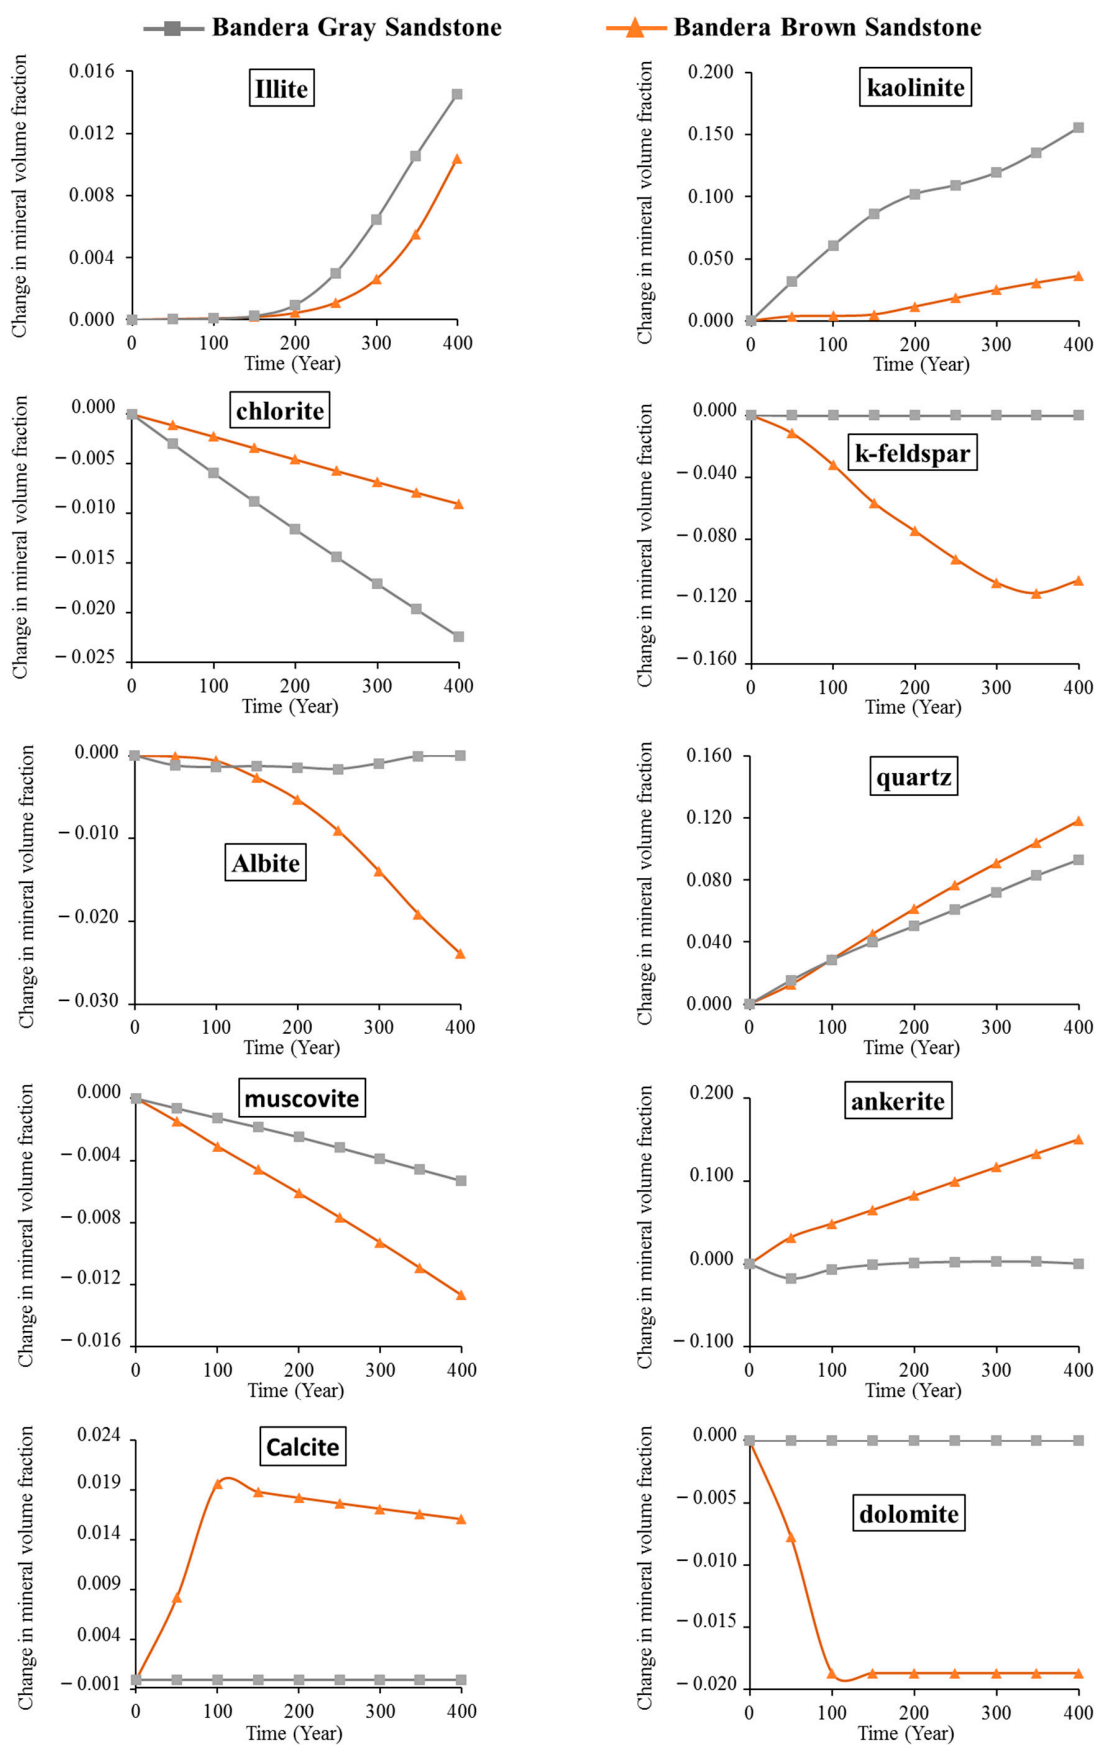 Bandera Gray Sandstone
Bandera Brown Sandstone
Illite
Change in mineral volume fraction
0.016
0.012
0.008
0.004
0.000
0 100 200 300 400
Time (Year)
kaolinite
Change in mineral volume fraction
0.200
0.150
0.100
0.050
0.000
0 100 200 300 400
Time (Year)
chlorite
Change in mineral volume fraction
0.000
−0.005
−0.010
−0.015
−0.020
−0.025
0 100 200 300 400
Time (Year)
k-feldspar
Change in mineral volume fraction
0.000
−0.040
−0.080
−0.120
−0.160
0 100 200 300 400
Time (Year)
Albite
Change in mineral volume fraction
0.000
−0.010
−0.020
−0.030
0 100 200 300 400
Time (Year)
quartz
Change in mineral volume fraction
0.160
0.120
0.080
0.040
0.000
0 100 200 300 400
Time (Year)
muscovite
Change in mineral volume fraction
0.000
−0.004
−0.008
−0.012
−0.016
0 100 200 300 400
Time (Year)
ankerite
Change in mineral volume fraction
0.200
0.100
0.000
−0.100
0 100 200 300 400
Time (Year)
Calcite
Change in mineral volume fraction
0.024
0.019
0.014
0.009
0.004
−0.001
0 100 200 300 400
Time (Year)
dolomite
Change in mineral volume fraction
0.000
−0.005
−0.010
−0.015
−0.020
0 100 200 300 400
Time (Year)